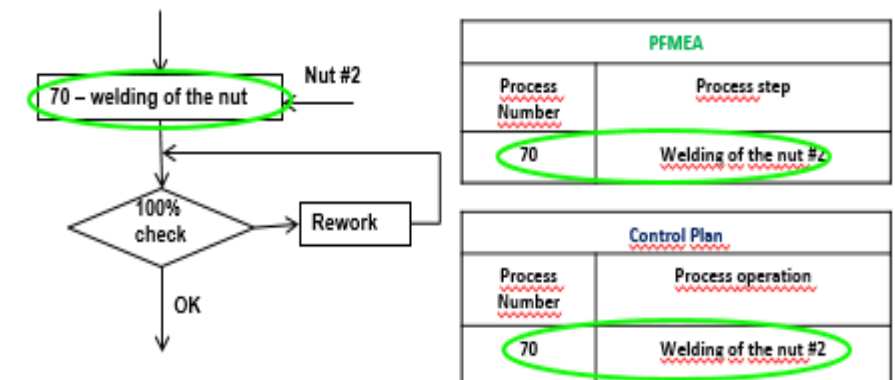 70 – welding of the nut
Nut #2
100%
check
Rework
OK
PFMEA
Process
Number
Process step
70
Welding of the nut #2
Control Plan
Process
Number
Process operation
70
Welding of the nut #2